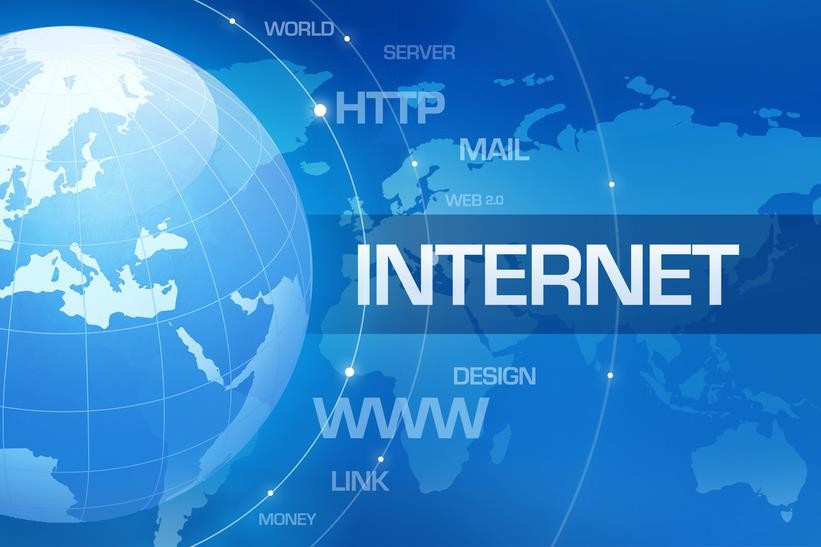 WORLD
SERVER
HTTP
MAIL
WEB 2.0
INTERNET
DESIGN
WWW
LINK
MONEY